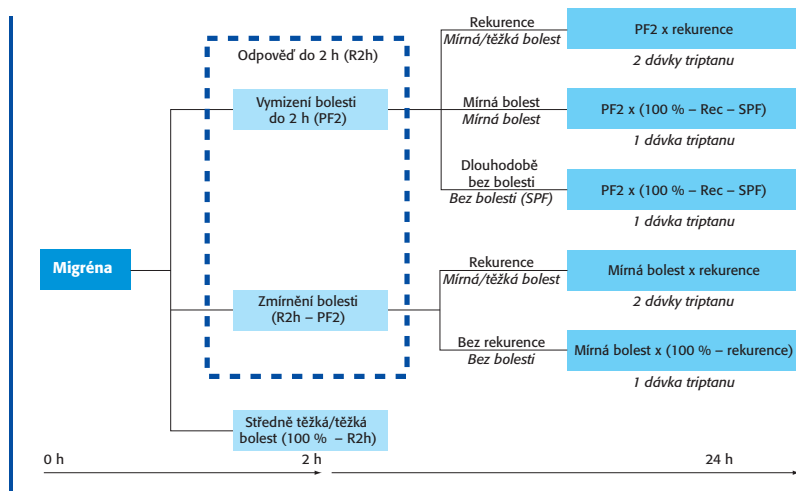 Odpověď do 2 h (R2h)
Migréna
Vymizení bolesti
do 2 h (PF2)
Zmírnění bolesti
(R2h – PF2)
Středně těžká/těžká
bolest (100 % – R2h)
Rekurence
Mírná/těžká bolest
PF2 x rekurence
2 dávky triptanu
Mírná bolest
Mírná bolest
PF2 x (100 % – Rec – SPF)
1 dávka triptanu
Dlouhodobě
bez bolesti
Bez bolesti (SPF)
PF2 x (100 % – Rec – SPF)
1 dávka triptanu
Rekurence
Mírná/těžká bolest
Mírná bolest x rekurence
2 dávky triptanu
Bez rekurence
Bez bolesti
Mírná bolest x (100 % – rekurence)
1 dávka triptanu
0 h
2 h
24 h